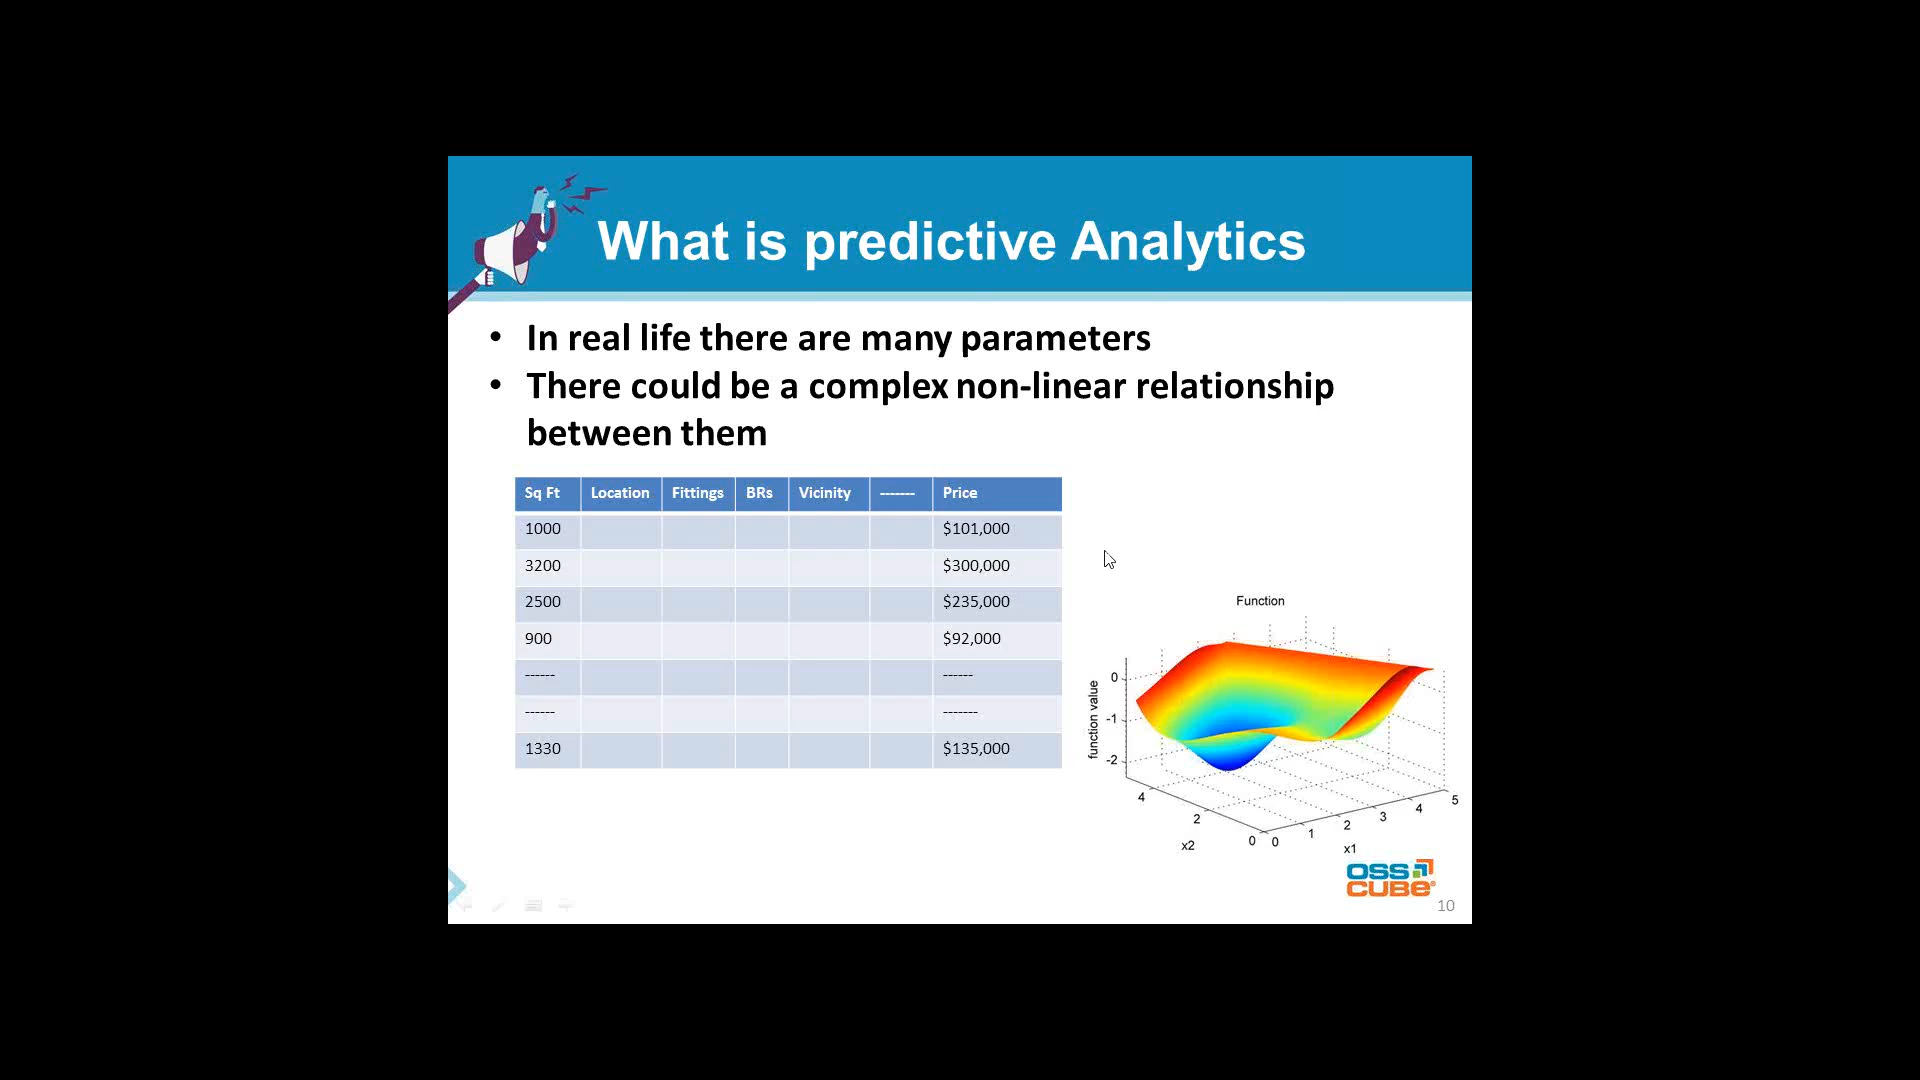 What is predictive Analytics
• In real life there are many parameters
• There could be a complex non-linear relationship
between them
Sq Ft Location Fittings BRs Vicinity ------- Price
1000 $101,000
3200 $300,000
2500 $235,000
900 $92,000
------ ------
------ -------
1330 $135,000
Function
function value
0
-1
-2
4
2
0
x2
0
1
2
3
4
5
x1
OSS
CUBE®
10